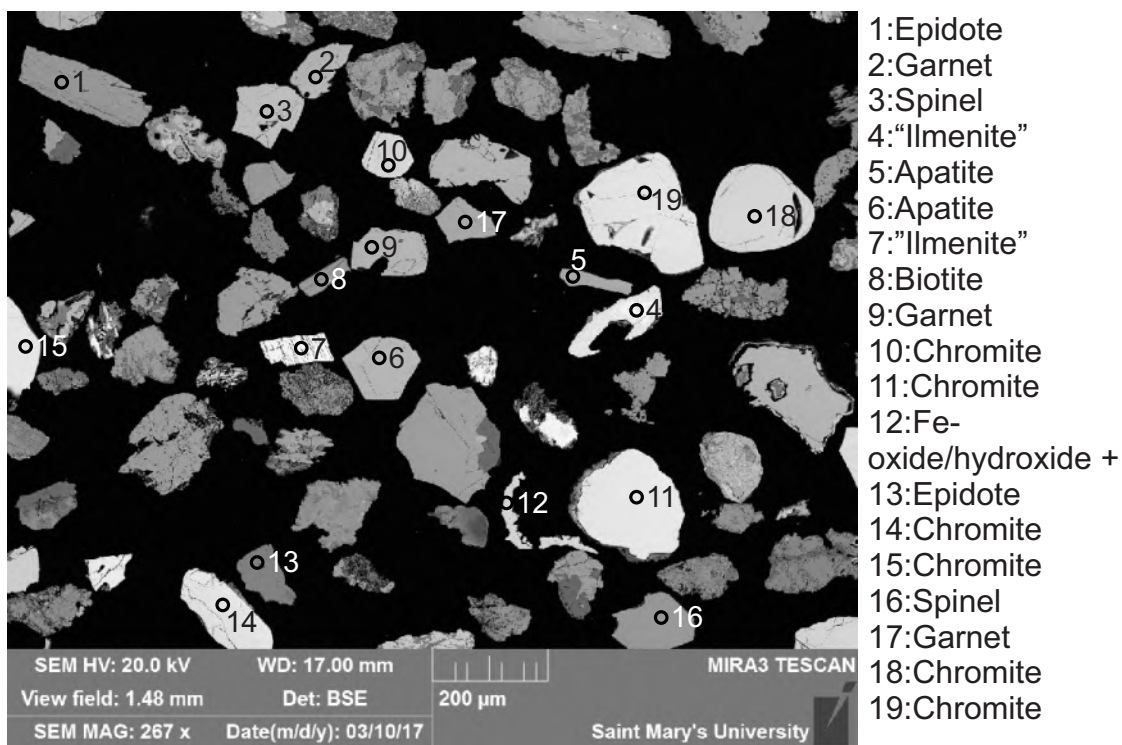 1:Epidote
2:Garnet
3:Spinel
4:“Ilmenite”
5:Apatite
6:Apatite
7:”Ilmenite”
8:Biotite
9:Garnet
10:Chromite
11:Chromite
12:Fe-
oxide/hydroxide +
13:Epidote
14:Chromite
15:Chromite
16:Spinel
17:Garnet
18:Chromite
19:Chromite
1
2
3
10
19
18
17
9
5
8
4
15
7
6
12
11
13
14
16
SEM HV: 20.0 kV WD: 17.00 mm MIRA3 TESCAN
View field: 1.48 mm Det: BSE 200 µm
SEM MAG: 267 x Date(m/d/y): 03/10/17 Saint Mary's University